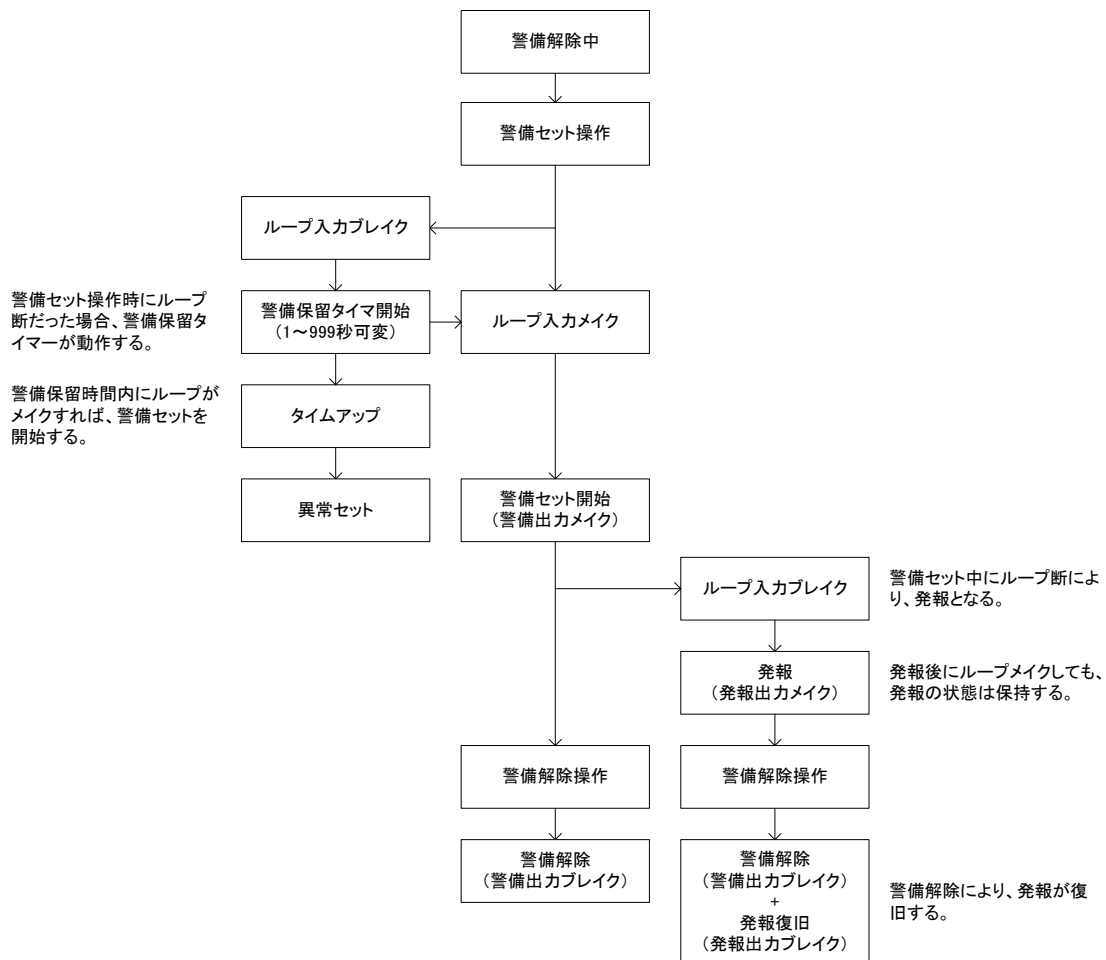 警備解除中
警備セット操作
ループ入力ブレイク
警備セット操作時にループ
断だった場合、警備保留タ
イマーが動作する。
警備保留タイマ開始
（1～999秒可変）
ループ入力メイク
警備保留時間内にループが
メイクすれば、警備セットを
開始する。
タイムアップ
異常セット
警備セット開始
（警備出力メイク）
ループ入力ブレイク
警備セット中にループ断によ
り、発報となる。
発報
（発報出力メイク）
発報後にループメイクしても、
発報の状態は保持する。
警備解除操作
警備解除操作
警備解除
（警備出力ブレイク）
警備解除
（警備出力ブレイク）
+
発報復旧
（発報出力ブレイク）
警備解除により、発報が復
旧する。